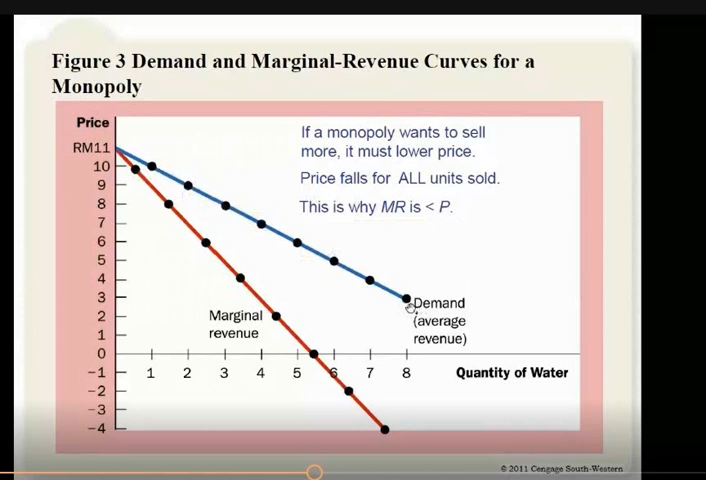 Figure 3 Demand and Marginal-Revenue Curves for a
Monopoly
Price
If a monopoly wants to sell
more, it must lower price.
Price falls for ALL units sold.
This is why MR is < P.
RM11
10
9
8
7
6
5
4
3
2
1
0
–1
–2
–3
–4
Marginal
revenue
Demand
(average
revenue)
1 2 3 4 5 6 7 8
Quantity of Water
© 2011 Cengage South-Western